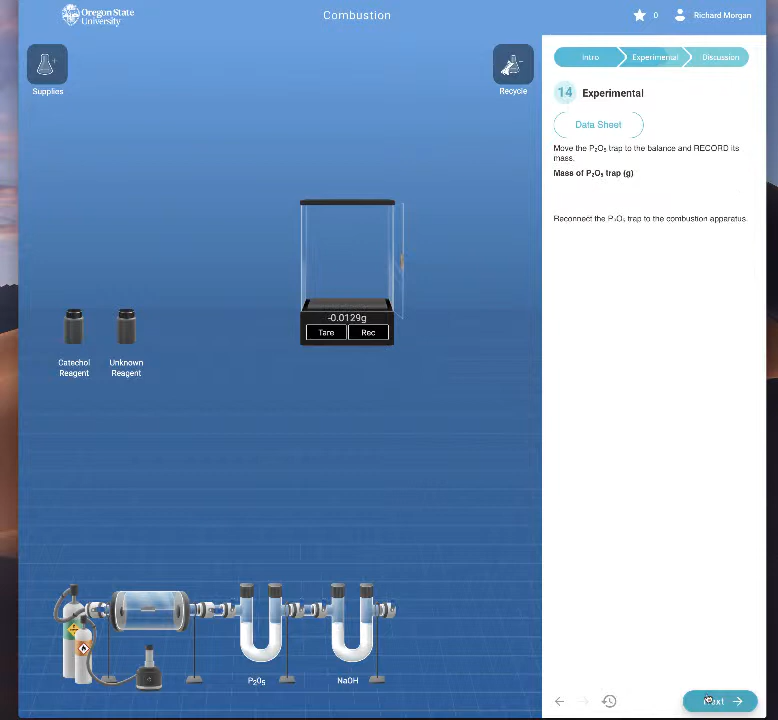 Oregon State
University
Combustion
0
Richard Morgan
Supplies
Recycle
Intro
Experimental
Discussion
14 Experimental
Data Sheet
Move the P₂O₅ trap to the balance and RECORD its
mass.
Mass of P₂O₅ trap (g)
Reconnect the P₂O₅ trap to the combustion apparatus.
-0.0129g
Tare
Rec
Catechol
Reagent
Unknown
Reagent
P₂O₅
NaOH
Next